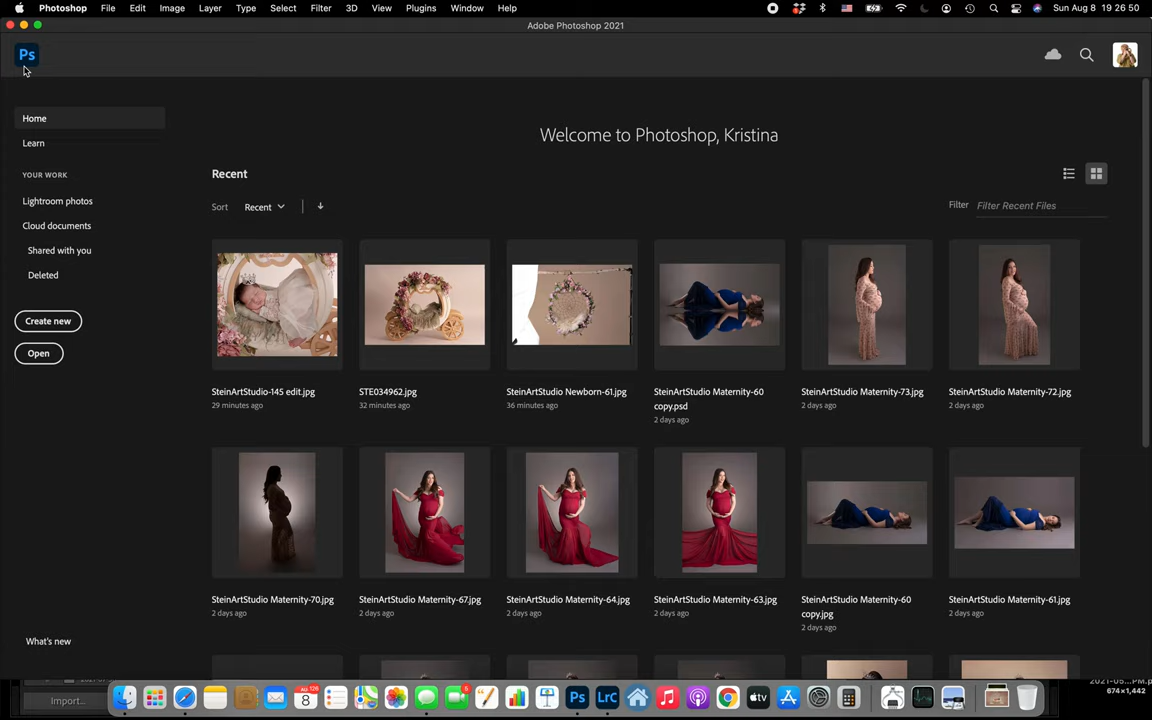 Photoshop File Edit Image Layer Type Select Filter 3D View Plugins Window Help Sun Aug 8 19 26 50
Adobe Photoshop 2021
Ps
Home
Learn
YOUR WORK
Lightroom photos
Cloud documents
Shared with you
Deleted
Create new
Open
What's new
Welcome to Photoshop, Kristina
Recent
Sort Recent
Filter Filter Recent Files
SteinArtStudio-145 edit.jpg
29 minutes ago
STE034962.jpg
32 minutes ago
SteinArtStudio Newborn-61.jpg
36 minutes ago
SteinArtStudio Maternity-60
copy.psd
2 days ago
SteinArtStudio Maternity-73.jpg
2 days ago
SteinArtStudio Maternity-72.jpg
2 days ago
SteinArtStudio Maternity-70.jpg
2 days ago
SteinArtStudio Maternity-67.jpg
2 days ago
SteinArtStudio Maternity-64.jpg
2 days ago
SteinArtStudio Maternity-63.jpg
2 days ago
SteinArtStudio Maternity-60
copy.jpg
2 days ago
SteinArtStudio Maternity-61.jpg
2 days ago
Import...
674×1,442
AUG
8
Ps
LrC
tv